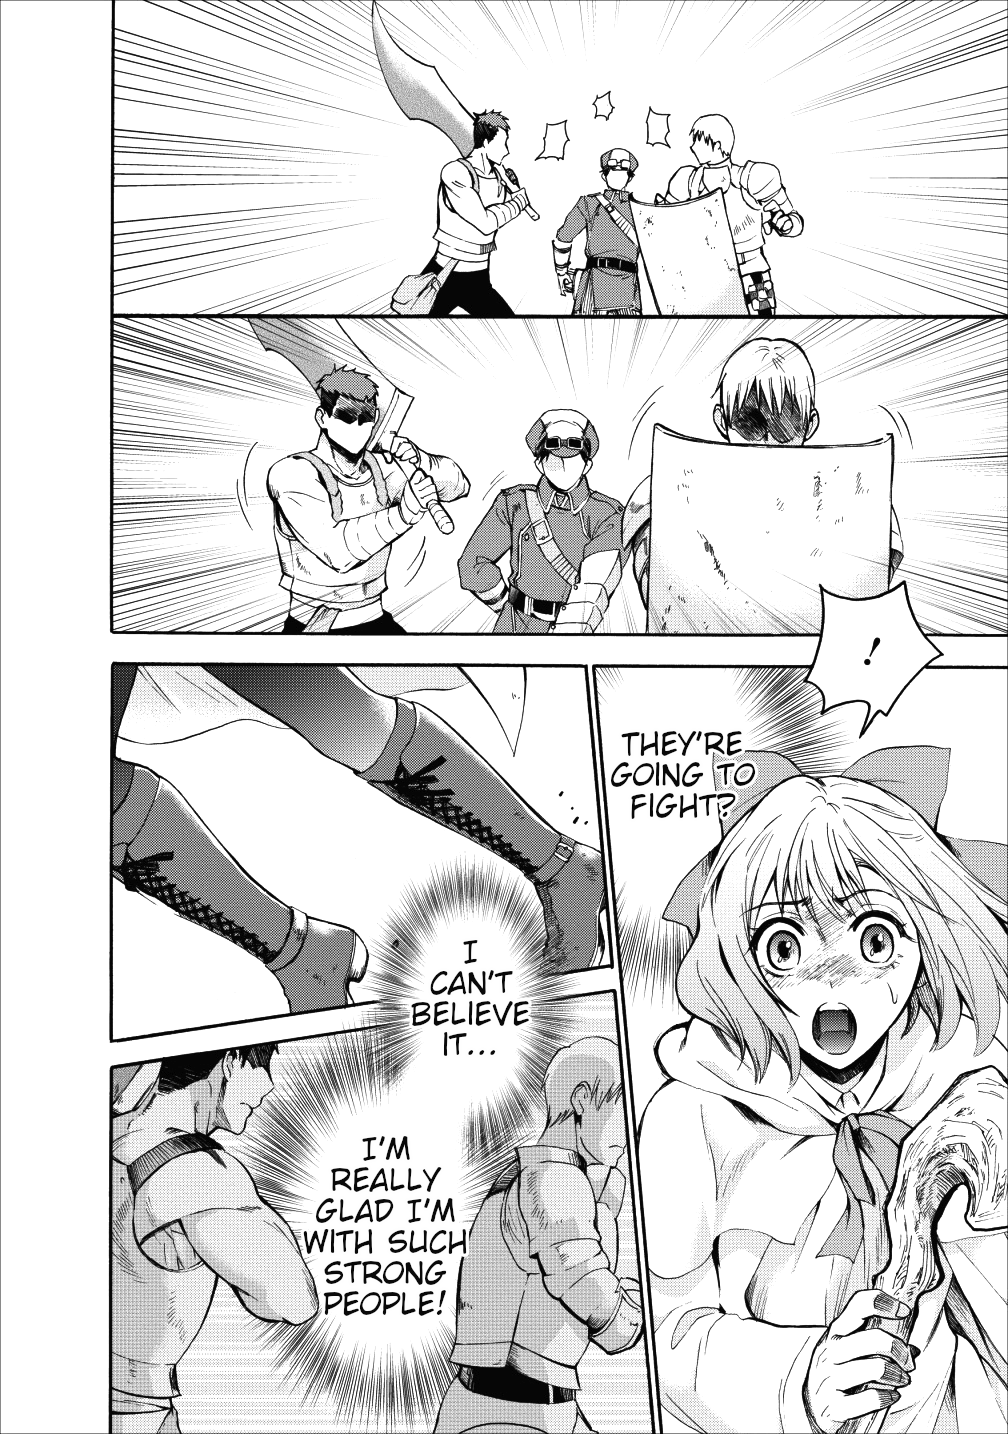 !
THEY'RE
GOING TO
FIGHT?
I
CAN'T
BELIEVE
IT...
I'M
REALLY
GLAD I'M
WITH SUCH
STRONG
PEOPLE!